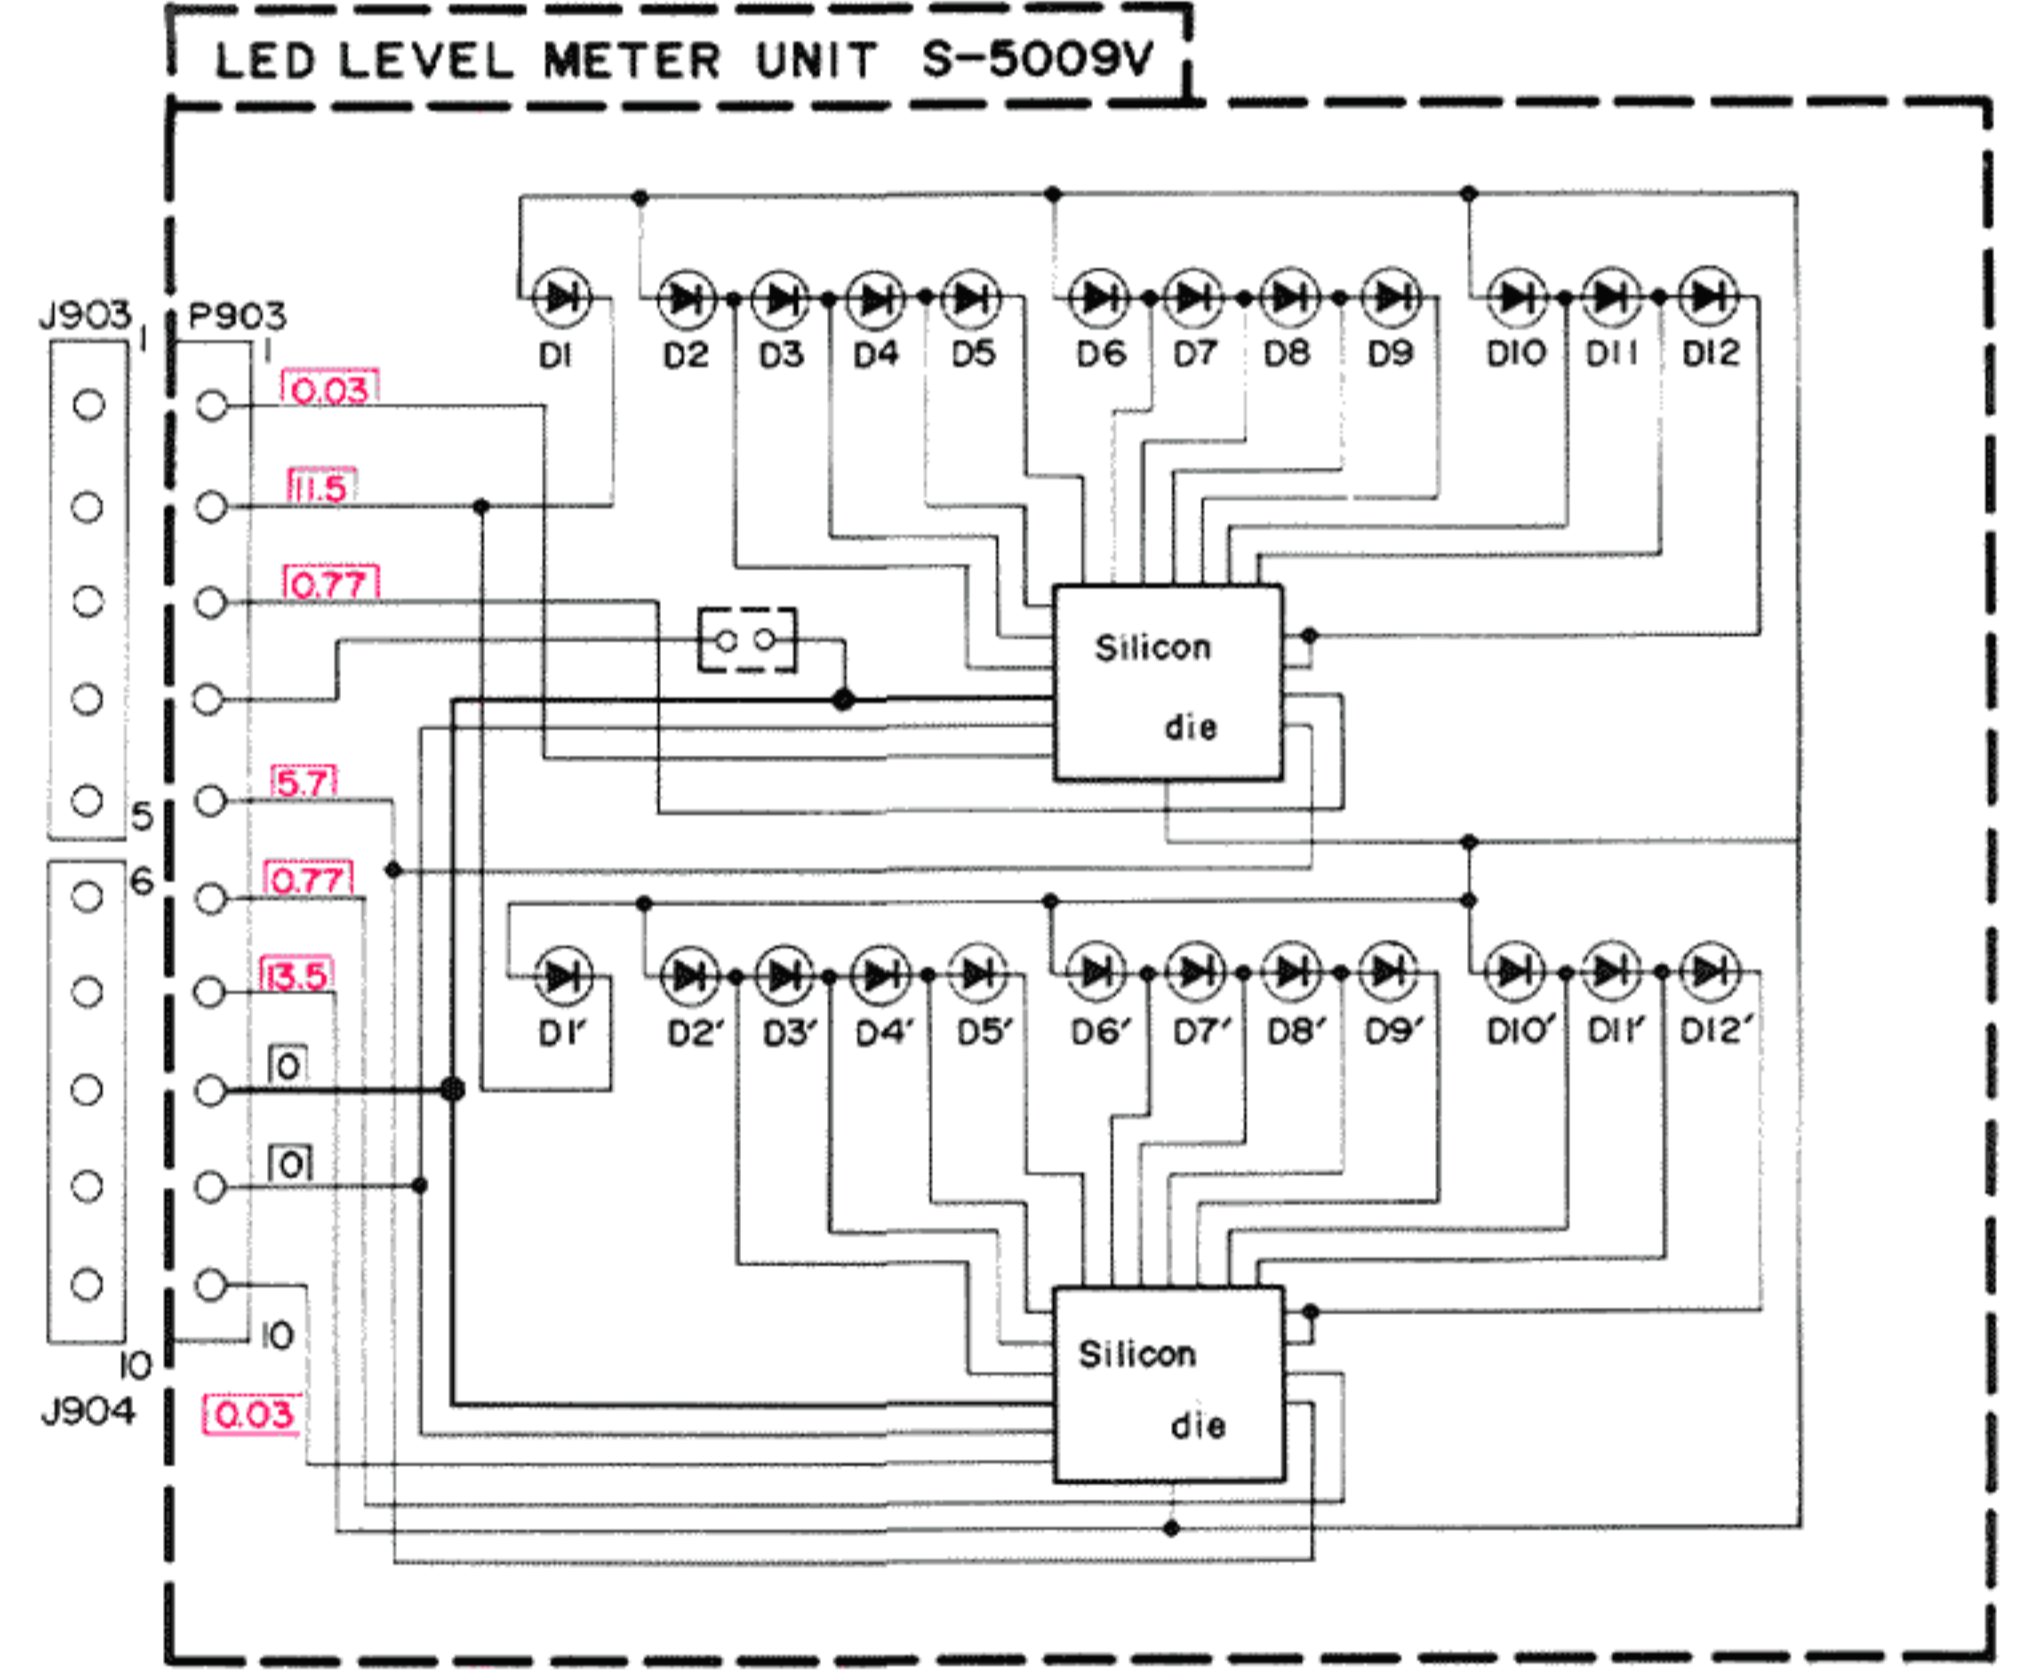 LED LEVEL METER UNIT S-5009V
J903 P903
1 1
0.03
11.5
0.77
5.7
5
6
0.77
13.5
0
0
10
10
J904
0.03
D1 D2 D3 D4 D5 D6 D7 D8 D9 D10 D11 D12
Silicon
die
D1′ D2′ D3′ D4′ D5′ D6′ D7′ D8′ D9′ D10′ D11′ D12′
Silicon
die